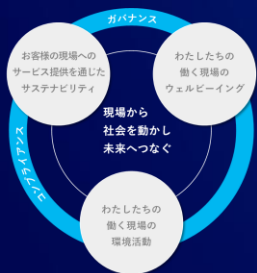 ガバナンス
お客様の現場への
サービス提供を通じた
サステナビリティ
わたしたちの
働く現場の
ウェルビーイング
現場から
社会を動かし
未来へつなぐ
コンプライアンス
わたしたちの
働く現場の
環境活動